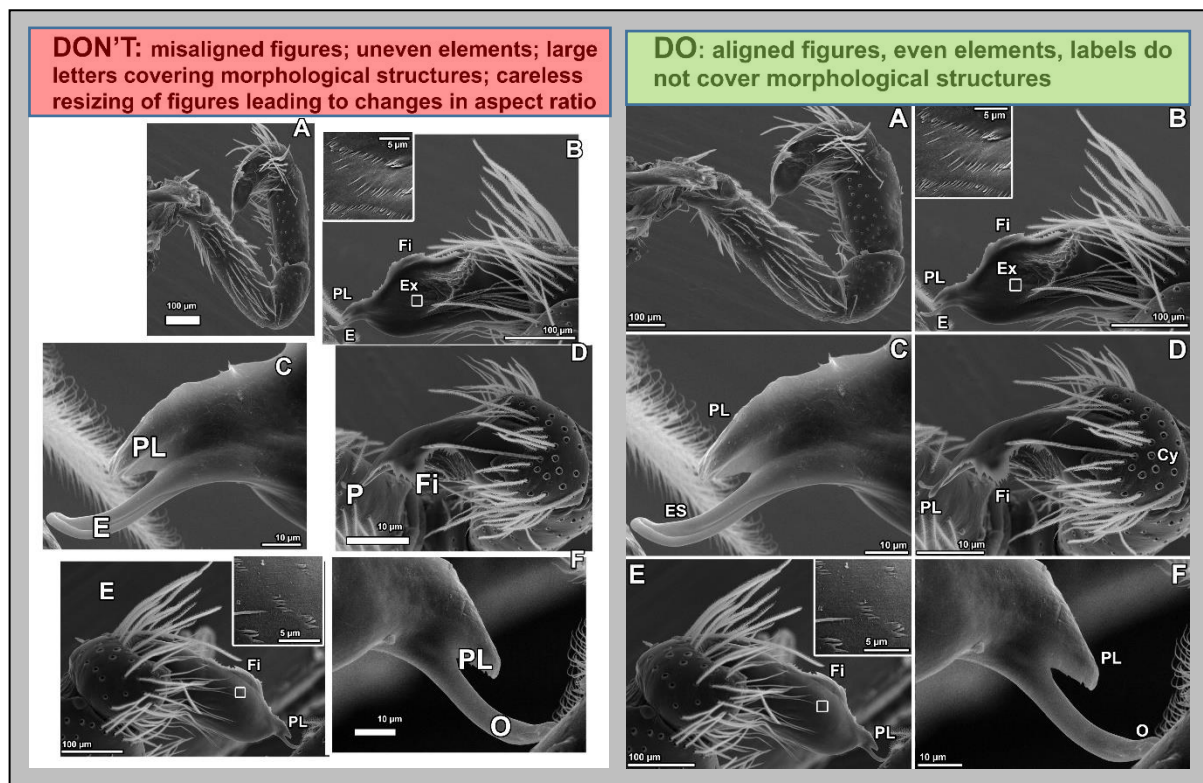 DON'T: misaligned figures; uneven elements; large
letters covering morphological structures; careless
resizing of figures leading to changes in aspect ratio
A
100 µm
5 µm
B
Fi
Ex
PL
E
100 µm
C
PL
E
10 µm
D
P
Fi
10 µm
E
5 µm
Fi
PL
100 µm
F
PL
10 µm
O
DO: aligned figures, even elements, labels do
not cover morphological structures
A
100 µm
5 µm
B
Fi
Ex
PL
E
100 µm
C
PL
ES
10 µm
D
Cy
Fi
PL
10 µm
E
5 µm
Fi
PL
100 µm
F
PL
O
10 µm